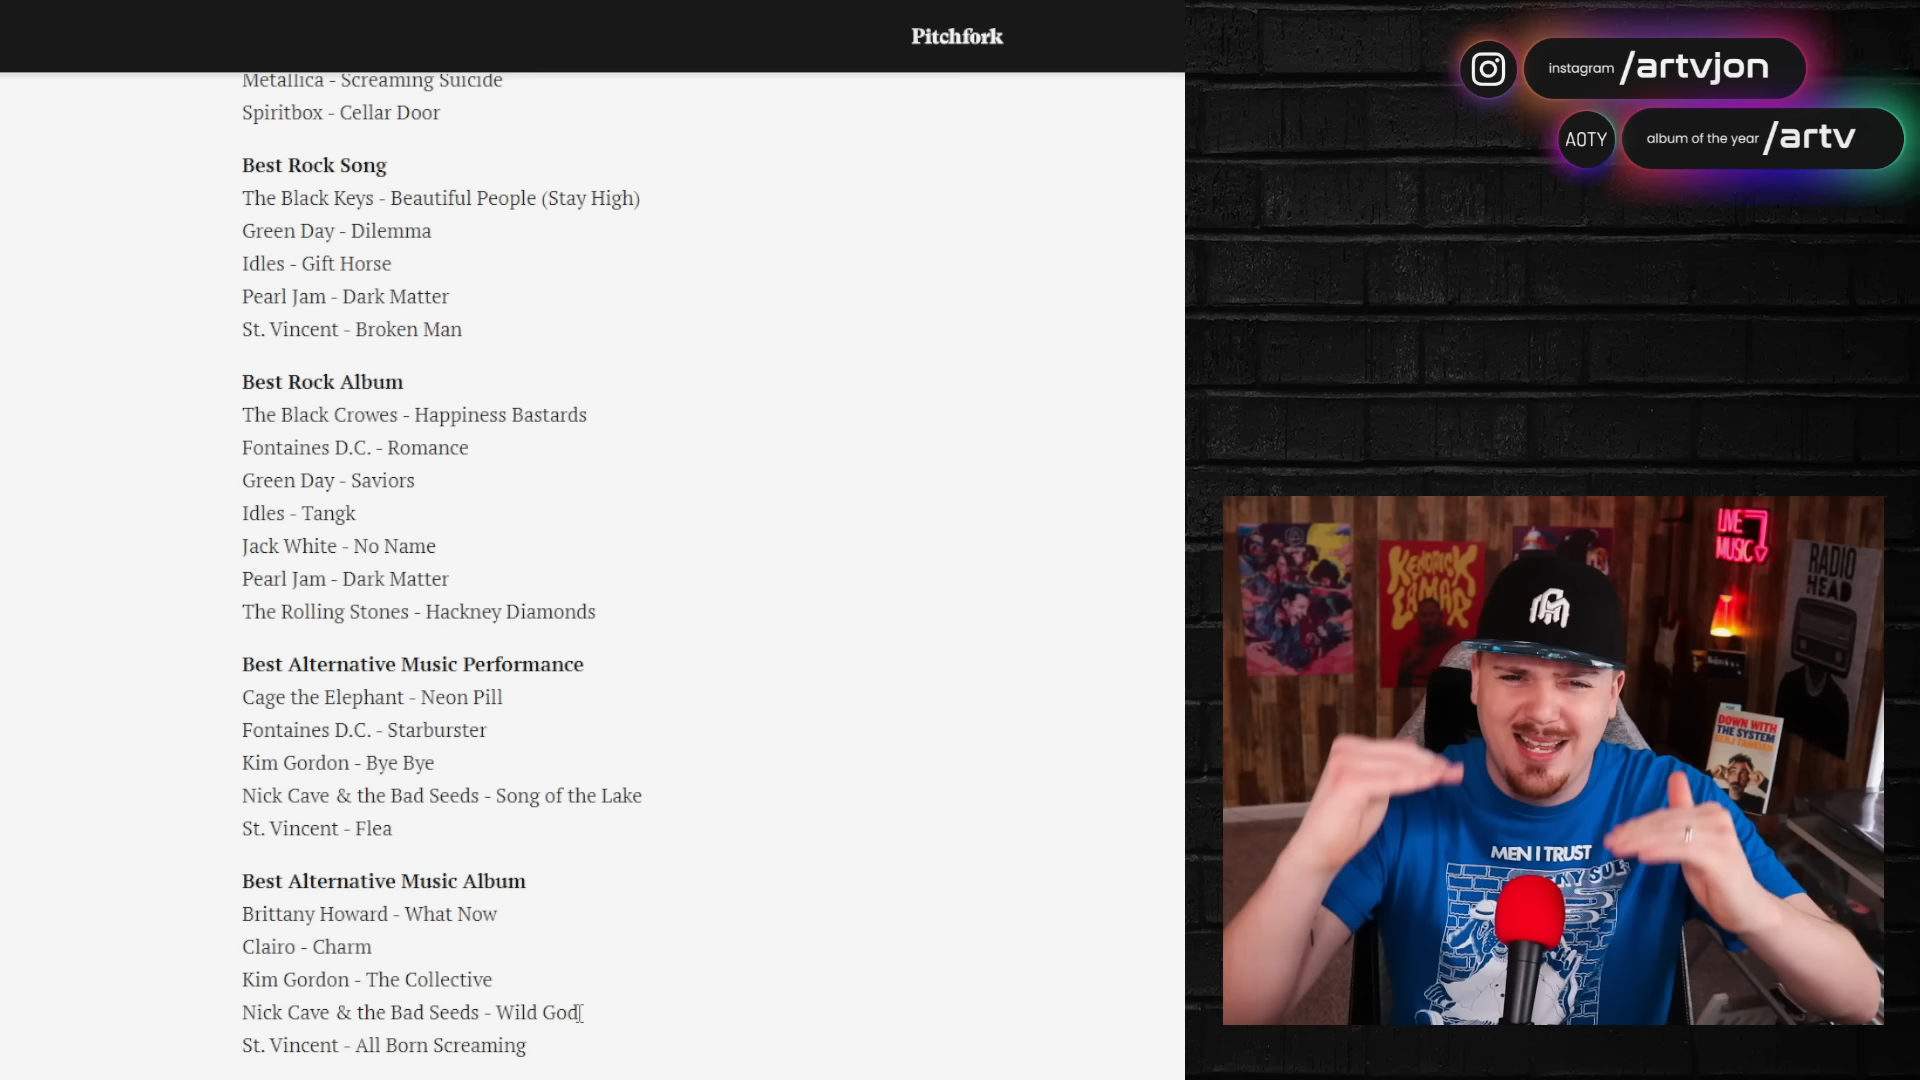 Pitchfork
Metallica - Screaming Suicide
Spiritbox - Cellar Door
Best Rock Song
The Black Keys - Beautiful People (Stay High)
Green Day - Dilemma
Idles - Gift Horse
Pearl Jam - Dark Matter
St. Vincent - Broken Man
Best Rock Album
The Black Crowes - Happiness Bastards
Fontaines D.C. - Romance
Green Day - Saviors
Idles - Tangk
Jack White - No Name
Pearl Jam - Dark Matter
The Rolling Stones - Hackney Diamonds
Best Alternative Music Performance
Cage the Elephant - Neon Pill
Fontaines D.C. - Starburster
Kim Gordon - Bye Bye
Nick Cave & the Bad Seeds - Song of the Lake
St. Vincent - Flea
Best Alternative Music Album
Brittany Howard - What Now
Clairo - Charm
Kim Gordon - The Collective
Nick Cave & the Bad Seeds - Wild God
St. Vincent - All Born Screaming
instagram /artvjon
AOTY album of the year /artv
LIVE
MUSIC
KENDRICK
LAMAR
RADIO
HEAD
DOWN WITH
THE SYSTEM
SERJ TANKIAN
MEN I TRUST